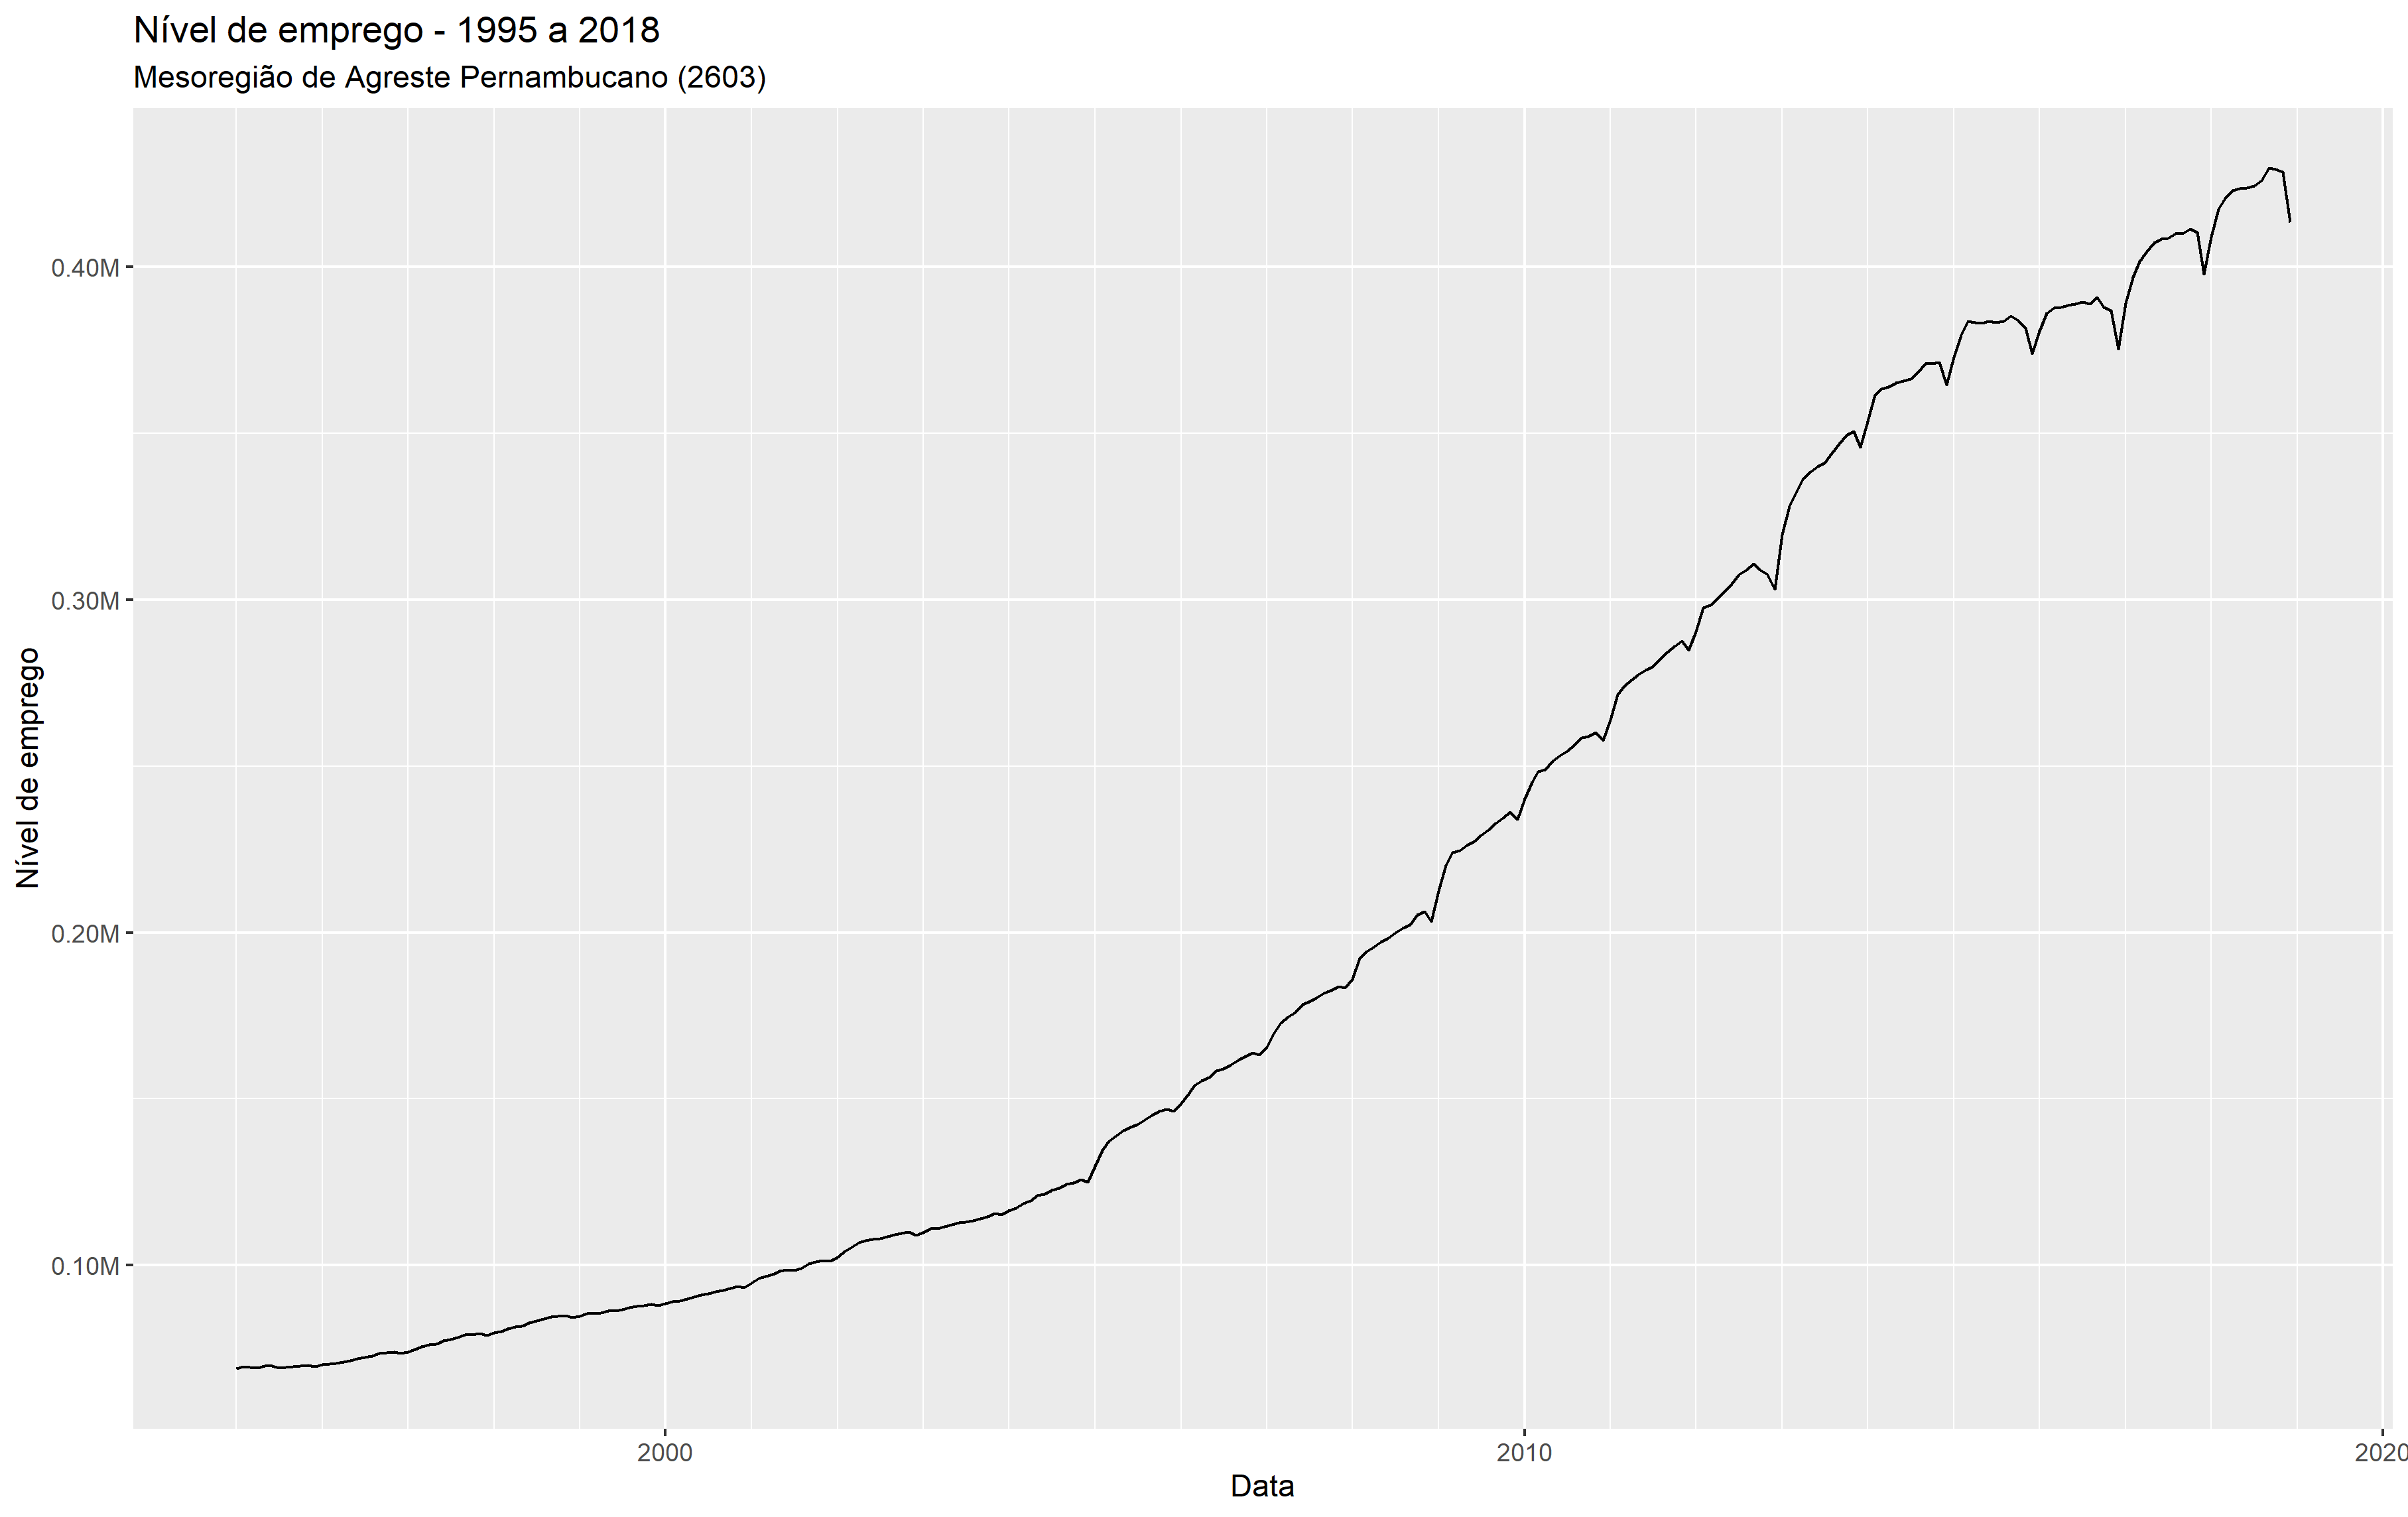 Nível de emprego - 1995 a 2018
Mesoregião de Agreste Pernambucano (2603)
Nível de emprego
0.40M
0.30M
0.20M
0.10M
2000
2010
2020
Data